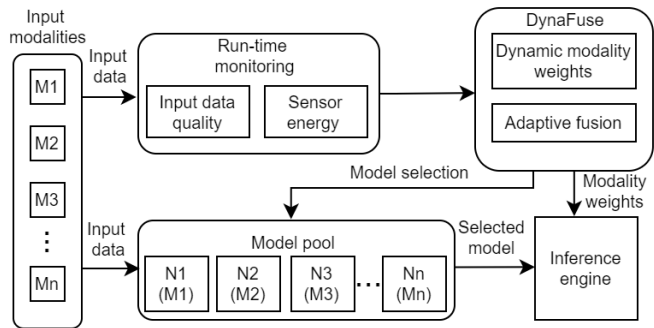 Input
modalities
M1
M2
M3
Mn
Input
data
Run-time
monitoring
Input data
quality
Sensor
energy
DynaFuse
Dynamic modality
weights
Adaptive fusion
Model selection
Modality
weights
Input
data
Model pool
N1
(M1)
N2
(M2)
N3
(M3)
Nn
(Mn)
Selected
model
Inference
engine